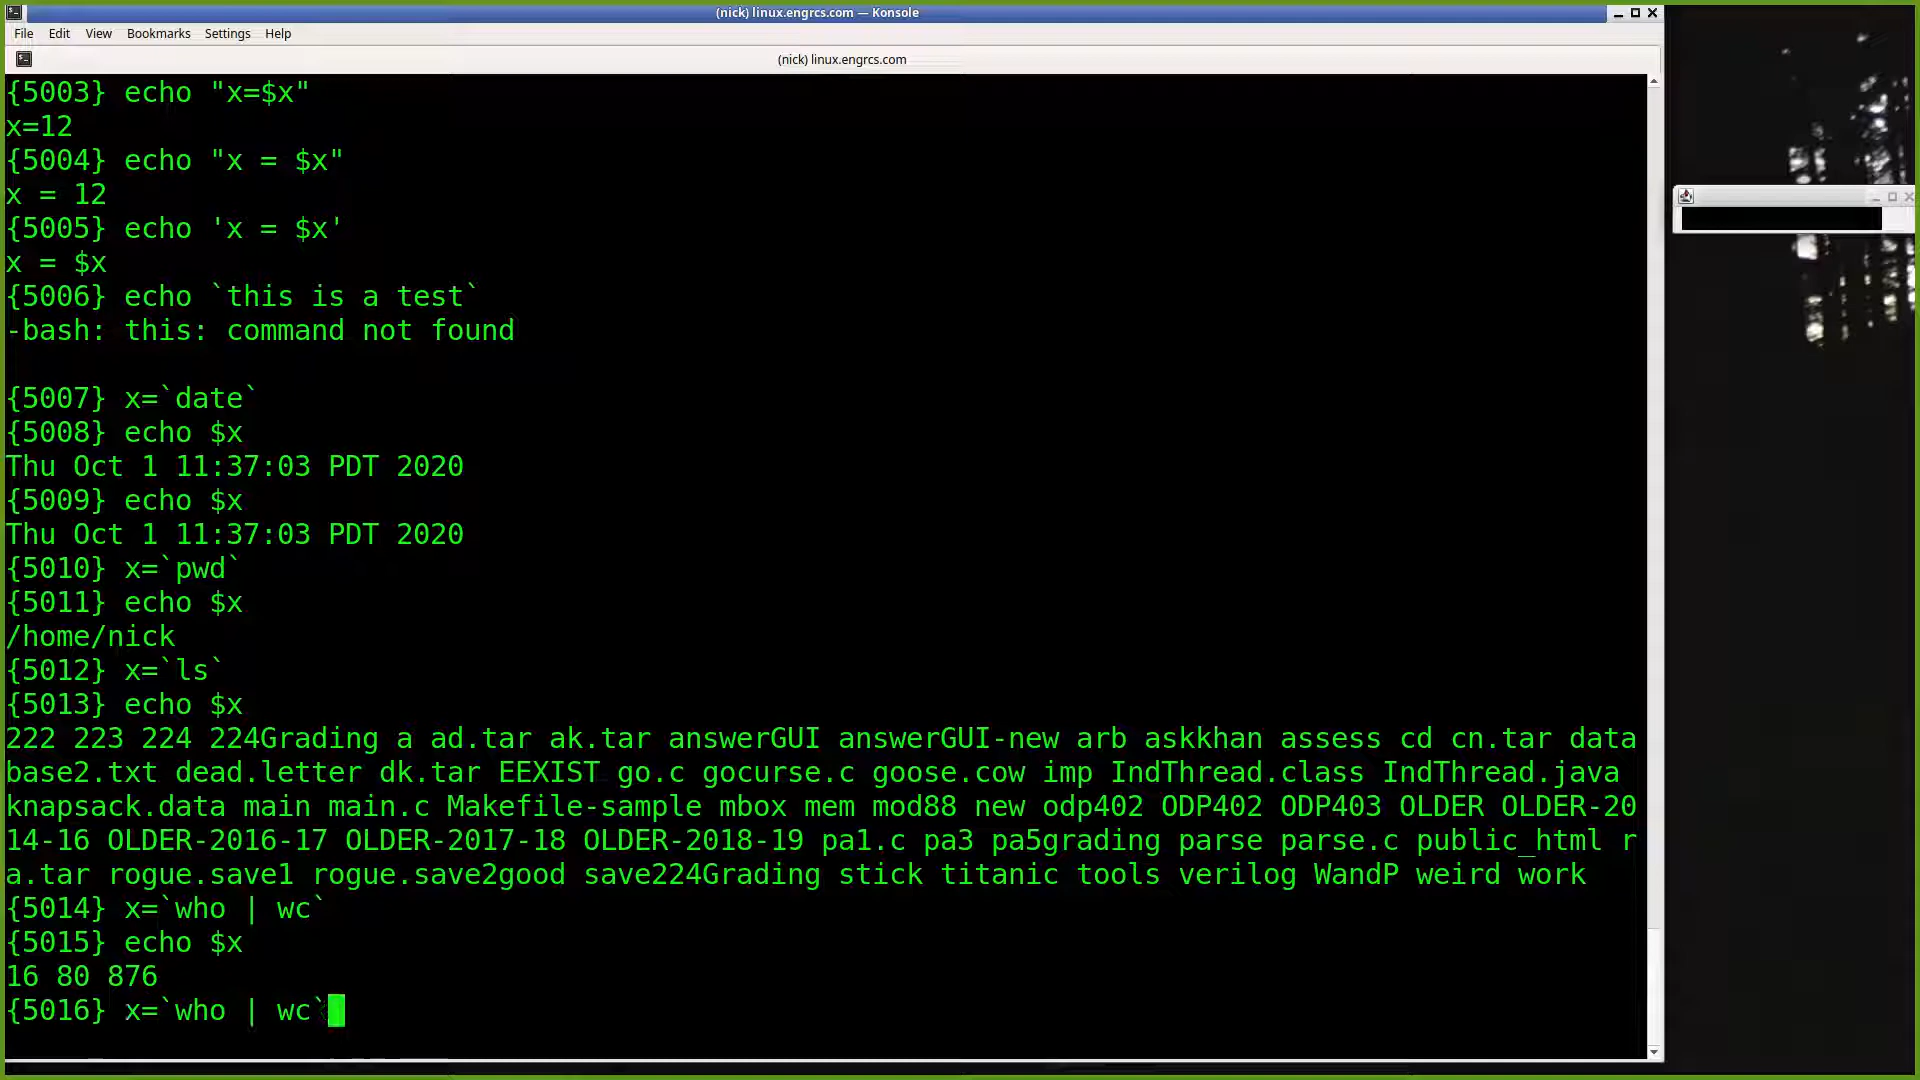 (nick) linux.engrcs.com — Konsole
File Edit View Bookmarks Settings Help
(nick) linux.engrcs.com
{5003} echo "x=$x"
x=12
{5004} echo "x = $x"
x = 12
{5005} echo 'x = $x'
x = $x
{5006} echo `this is a test`
-bash: this: command not found
{5007} x=`date`
{5008} echo $x
Thu Oct 1 11:37:03 PDT 2020
{5009} echo $x
Thu Oct 1 11:37:03 PDT 2020
{5010} x=`pwd`
{5011} echo $x
/home/nick
{5012} x=`ls`
{5013} echo $x
222 223 224 224Grading a ad.tar ak.tar answerGUI answerGUI-new arb askkhan assess cd cn.tar data
base2.txt dead.letter dk.tar EEXIST go.c gocurse.c goose.cow imp IndThread.class IndThread.java
knapsack.data main main.c Makefile-sample mbox mem mod88 new odp402 ODP402 ODP403 OLDER OLDER-20
14-16 OLDER-2016-17 OLDER-2017-18 OLDER-2018-19 pa1.c pa3 pa5grading parse parse.c public_html r
a.tar rogue.save1 rogue.save2good save224Grading stick titanic tools verilog WandP weird work
{5014} x=`who | wc`
{5015} echo $x
16 80 876
{5016} x=`who | wc`